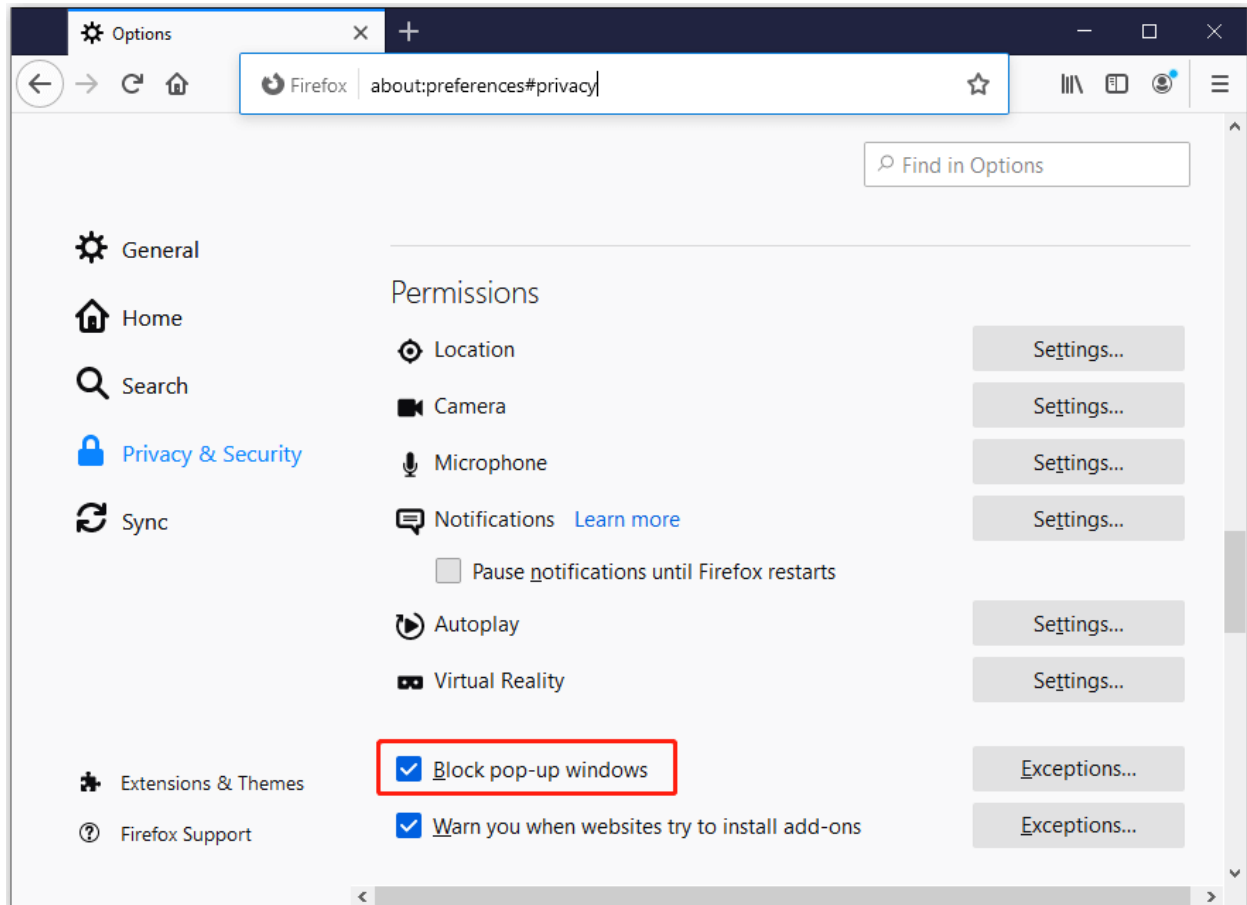 Options
Firefox about:preferences#privacy
Find in Options
General
Home
Search
Privacy & Security
Sync
Extensions & Themes
Firefox Support
Permissions
Location Settings...
Camera Settings...
Microphone Settings...
Notifications Learn more Settings...
Pause notifications until Firefox restarts
Autoplay Settings...
Virtual Reality Settings...
Block pop-up windows Exceptions...
Warn you when websites try to install add-ons Exceptions...